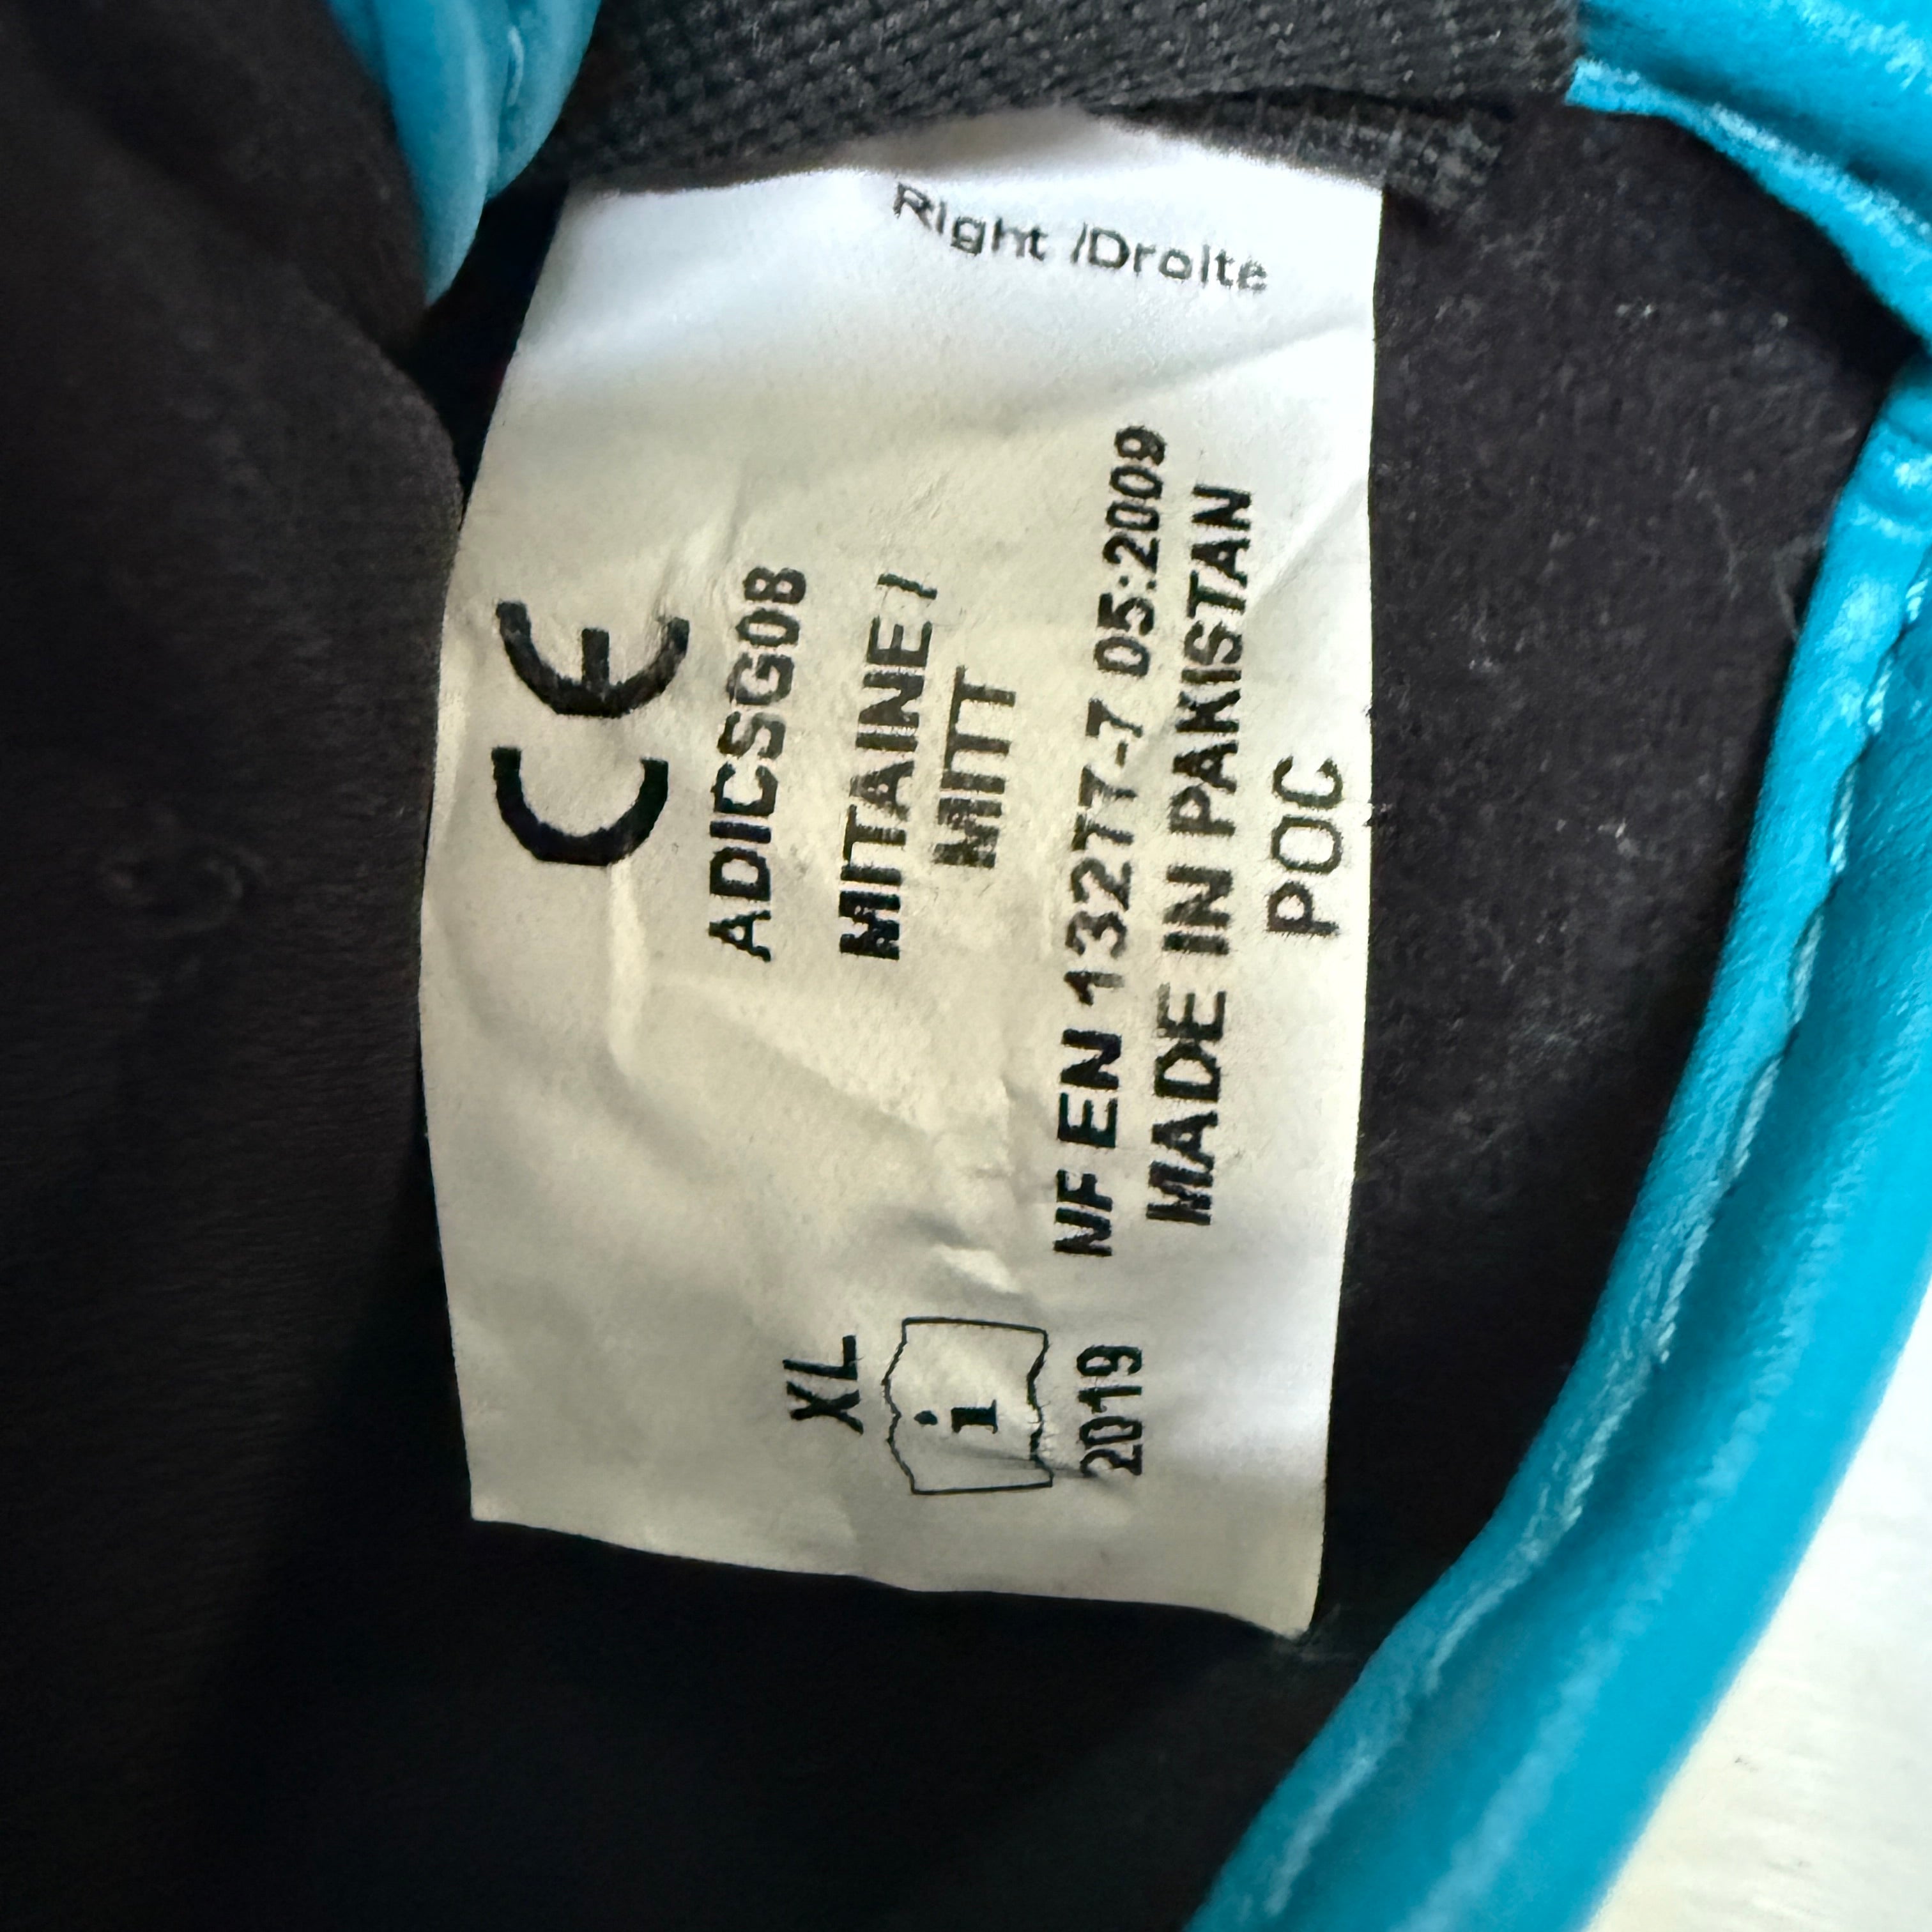 Right /Droite
CE
ADICSG08
MITAINE /
MITT
NF EN 13277-7 05:2009
MADE IN PAKISTAN
POC
XL
i
2019